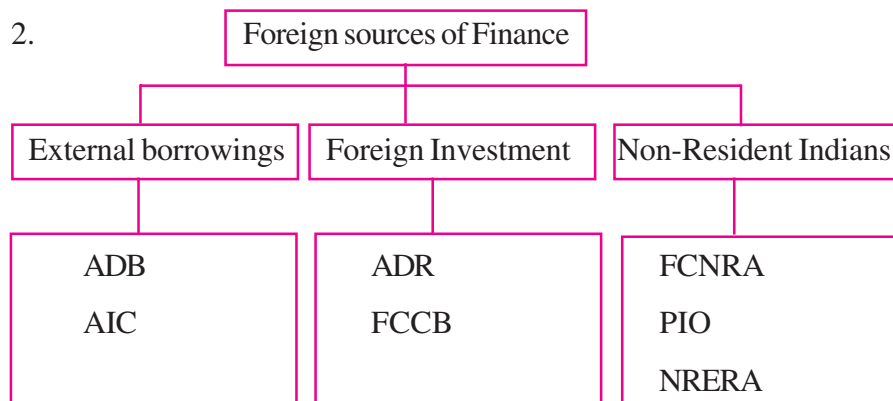 2.
Foreign sources of Finance
External borrowings
Foreign Investment
Non-Resident Indians
ADB
AIC
ADR
FCCB
FCNRA
PIO
NRERA